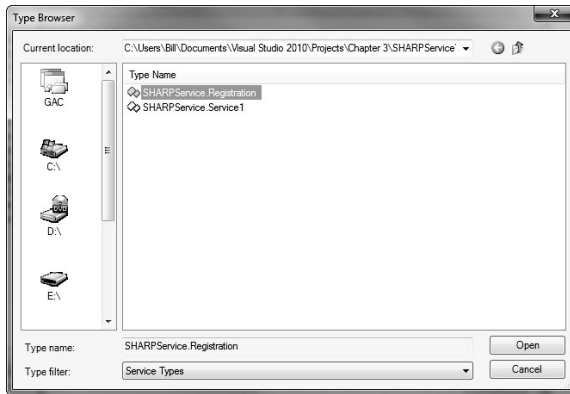 Type Browser
Current location:
C:\Users\Bill\Documents\Visual Studio 2010\Projects\Chapter 3\SHARPService'
GAC
C:\
D:\
E:\
Type Name
SHARPService.Registration
SHARPService.Service1
Type name:
SHARPService.Registration
Open
Type filter:
Service Types
Cancel